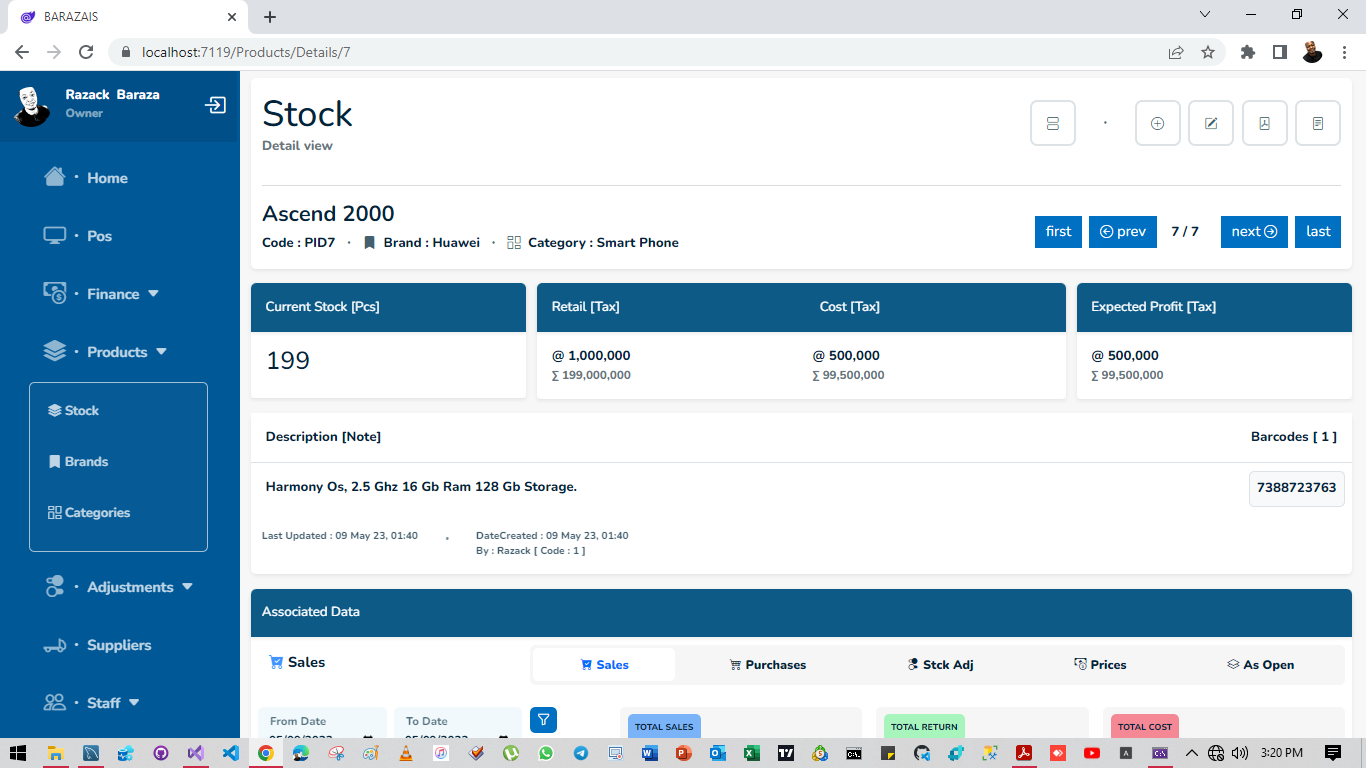 BARAZAIS
localhost:7119/Products/Details/7
Razack Baraza
Owner
Home
Pos
Finance
Products
Stock
Brands
Categories
Adjustments
Suppliers
Staff
Stock
Detail view
Ascend 2000
Code : PID7 · Brand : Huawei · Category : Smart Phone
first prev 7 / 7 next last
Current Stock [Pcs]
199
Retail [Tax] Cost [Tax]
@ 1,000,000 @ 500,000
∑ 199,000,000 ∑ 99,500,000
Expected Profit [Tax]
@ 500,000
∑ 99,500,000
Description [Note] Barcodes [ 1 ]
Harmony Os, 2.5 Ghz 16 Gb Ram 128 Gb Storage. 7388723763
Last Updated : 09 May 23, 01:40 · DateCreated : 09 May 23, 01:40
By : Razack [ Code : 1 ]
Associated Data
Sales Sales Purchases Stck Adj Prices As Open
From Date To Date TOTAL SALES TOTAL RETURN TOTAL COST
3:20 PM